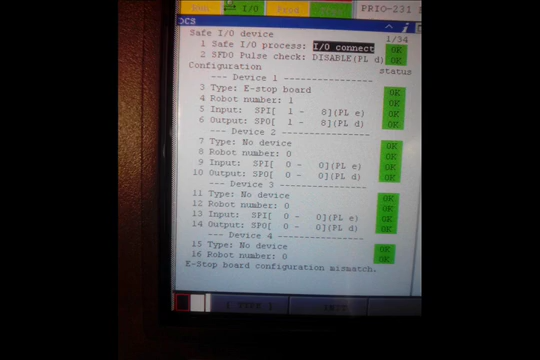 I/O
Prod
PRIO-231
DCS
Safe I/O device
1/34
1 Safe I/O process: I/O connect OK
2 SFDO Pulse check: DISABLE(PL d) OK
Configuration status
--- Device 1 ----------------
3 Type: E-stop board OK
4 Robot number: 1 OK
5 Input: SPI[ 1 - 8](PL e) OK
6 Output: SPO[ 1 - 8](PL d) OK
--- Device 2 ----------------
7 Type: No device OK
8 Robot number: 0 OK
9 Input: SPI[ 0 - 0](PL e) OK
10 Output: SPO[ 0 - 0](PL d) OK
--- Device 3 ----------------
11 Type: No device OK
12 Robot number: 0 OK
13 Input: SPI[ 0 - 0](PL e) OK
14 Output: SPO[ 0 - 0](PL d) OK
--- Device 4 ----------------
15 Type: No device OK
16 Robot number: 0 OK
E-Stop board configuration mismatch.